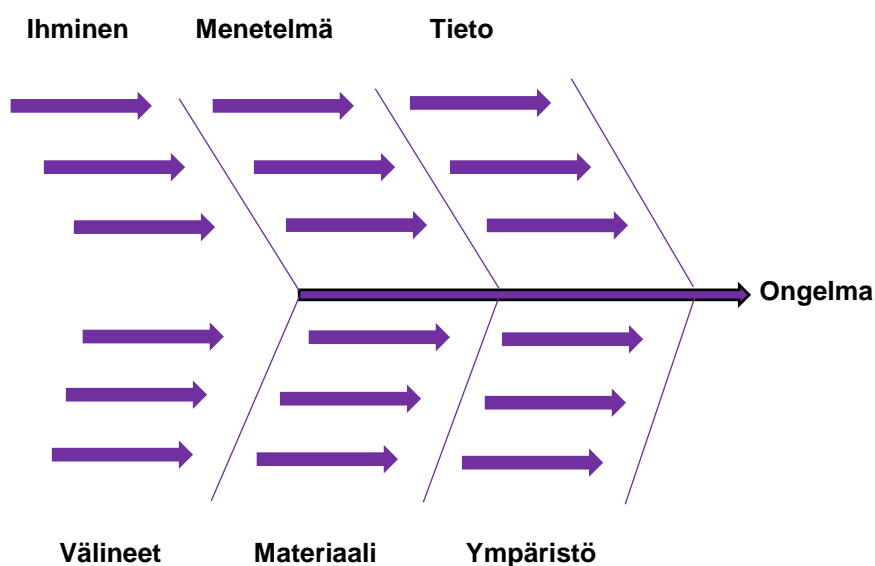 Ihminen
Menetelmä
Tieto
Ongelma
Välineet
Materiaali
Ympäristö